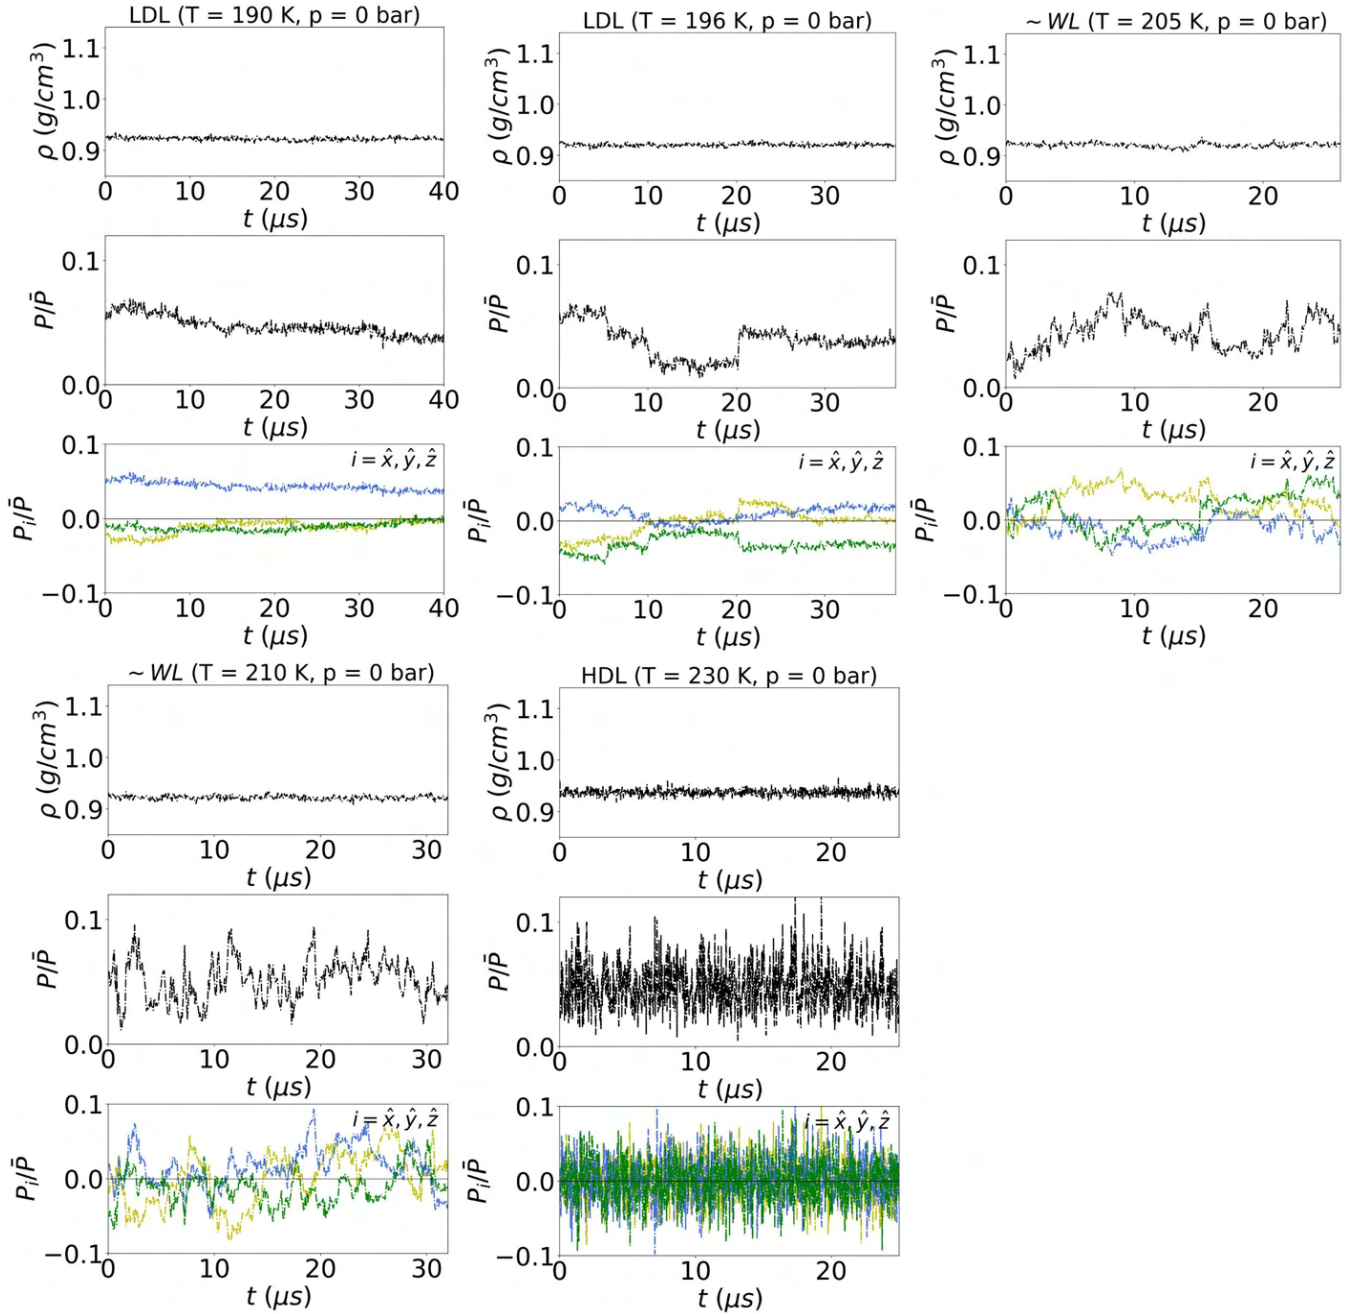 LDL (T = 190 K, p = 0 bar)
ρ (g/cm³)
1.1
1.0
0.9
0 10 20 30 40
t (μs)
P/P̄
0.1
0.0
0 10 20 30 40
t (μs)
Pᵢ/P̄
0.1
0.0
−0.1
i = x̂, ŷ, ẑ
0 10 20 30 40
t (μs)
LDL (T = 196 K, p = 0 bar)
ρ (g/cm³)
1.1
1.0
0.9
0 10 20 30
t (μs)
P/P̄
0.1
0.0
0 10 20 30
t (μs)
Pᵢ/P̄
0.1
0.0
−0.1
i = x̂, ŷ, ẑ
0 10 20 30
t (μs)
~ WL (T = 205 K, p = 0 bar)
ρ (g/cm³)
1.1
1.0
0.9
0 10 20
t (μs)
P/P̄
0.1
0.0
0 10 20
t (μs)
Pᵢ/P̄
0.1
0.0
−0.1
i = x̂, ŷ, ẑ
0 10 20
t (μs)
~ WL (T = 210 K, p = 0 bar)
ρ (g/cm³)
1.1
1.0
0.9
0 10 20 30
t (μs)
P/P̄
0.1
0.0
0 10 20 30
t (μs)
Pᵢ/P̄
0.1
0.0
−0.1
i = x̂, ŷ, ẑ
0 10 20 30
t (μs)
HDL (T = 230 K, p = 0 bar)
ρ (g/cm³)
1.1
1.0
0.9
0 10 20
t (μs)
P/P̄
0.1
0.0
0 10 20
t (μs)
Pᵢ/P̄
0.1
0.0
−0.1
i = x̂, ŷ, ẑ
0 10 20
t (μs)